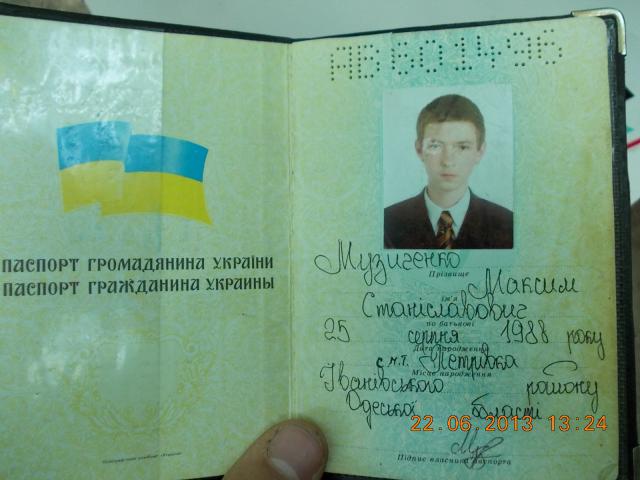 ПАСПОРТ ГРОМАДЯНИНА УКРАЇНИ
ПАСПОРТ ГРАЖДАНИНА УКРАИНЫ
АВ 601496
Музиченко
Прізвище
Максим
Ім'я
Станіславович
по батькові
25 серпня 1988 року
Дата народження
с.м.т. Петрівка
Місце народження
Іванівського району
Одеської області
22.06.2013 13:24
Підпис власника паспорта